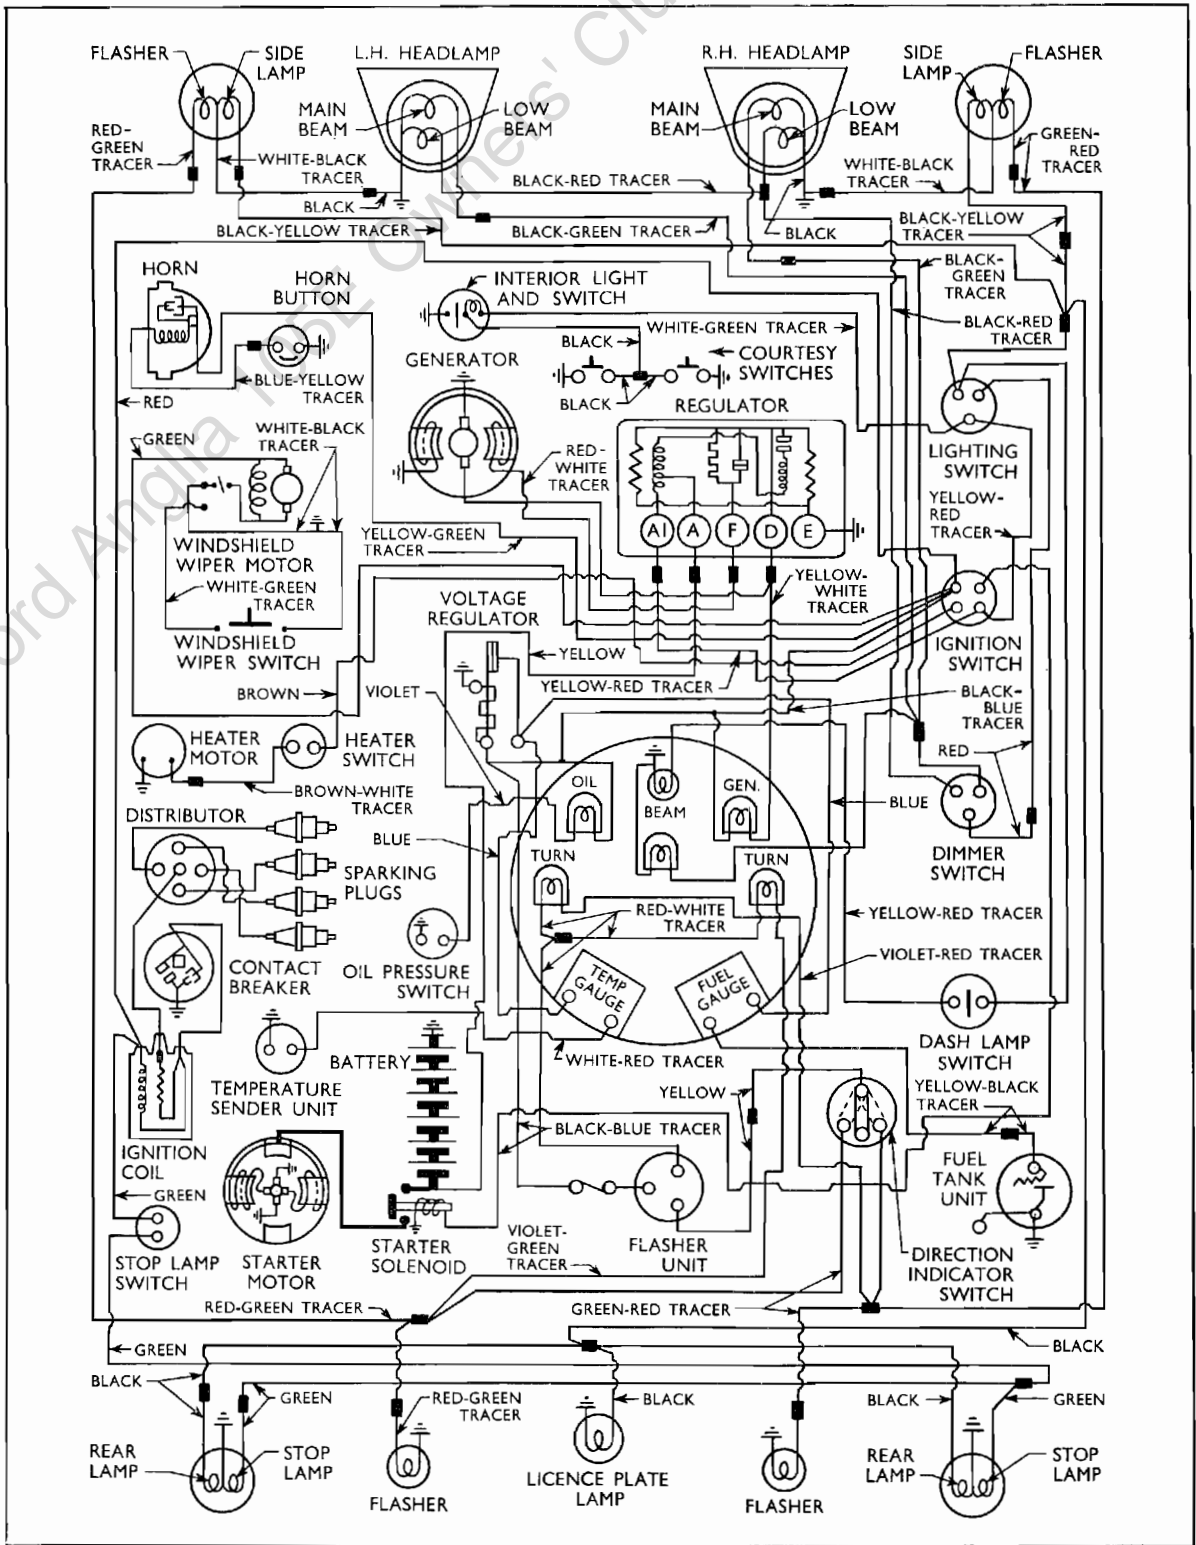 FLASHER
SIDE
LAMP
L.H. HEADLAMP
R.H. HEADLAMP
SIDE
LAMP
FLASHER
MAIN
BEAM
LOW
BEAM
MAIN
BEAM
LOW
BEAM
RED-
GREEN
TRACER
WHITE-BLACK
TRACER
BLACK-RED TRACER
WHITE-BLACK
TRACER
GREEN-
RED
TRACER
BLACK
BLACK-YELLOW TRACER
BLACK-GREEN TRACER
BLACK
BLACK-YELLOW
TRACER
HORN
HORN
BUTTON
INTERIOR LIGHT
AND SWITCH
BLACK-
GREEN
TRACER
WHITE-GREEN TRACER
BLACK-RED
TRACER
GENERATOR
BLACK
COURTESY
SWITCHES
BLUE-YELLOW
TRACER
RED
BLACK
REGULATOR
GREEN
WHITE-BLACK
TRACER
RED-
WHITE
TRACER
LIGHTING
SWITCH
YELLOW-
RED
TRACER
A1
A
F
D
E
WINDSHIELD
WIPER MOTOR
YELLOW-GREEN
TRACER
WHITE-GREEN
TRACER
VOLTAGE
REGULATOR
YELLOW-
WHITE
TRACER
WINDSHIELD
WIPER SWITCH
YELLOW
IGNITION
SWITCH
BROWN
VIOLET
YELLOW-RED TRACER
BLACK-
BLUE
TRACER
HEATER
MOTOR
HEATER
SWITCH
RED
BROWN-WHITE
TRACER
OIL
BEAM
GEN.
BLUE
DISTRIBUTOR
BLUE
TURN
TURN
DIMMER
SWITCH
SPARKING
PLUGS
RED-WHITE
TRACER
YELLOW-RED TRACER
VIOLET-RED TRACER
CONTACT
BREAKER
OIL PRESSURE
SWITCH
TEMP
GAUGE
FUEL
GAUGE
BATTERY
WHITE-RED TRACER
DASH LAMP
SWITCH
TEMPERATURE
SENDER UNIT
YELLOW
YELLOW-BLACK
TRACER
BLACK-BLUE TRACER
IGNITION
COIL
GREEN
FUEL
TANK
UNIT
STOP LAMP
SWITCH
STARTER
MOTOR
STARTER
SOLENOID
VIOLET-
GREEN
TRACER
FLASHER
UNIT
DIRECTION
INDICATOR
SWITCH
RED-GREEN TRACER
GREEN-RED TRACER
GREEN
BLACK
BLACK
GREEN
RED-GREEN
TRACER
BLACK
BLACK
GREEN
REAR
LAMP
STOP
LAMP
FLASHER
LICENCE PLATE
LAMP
FLASHER
REAR
LAMP
STOP
LAMP
ord Anglia 105E Owners' Clu